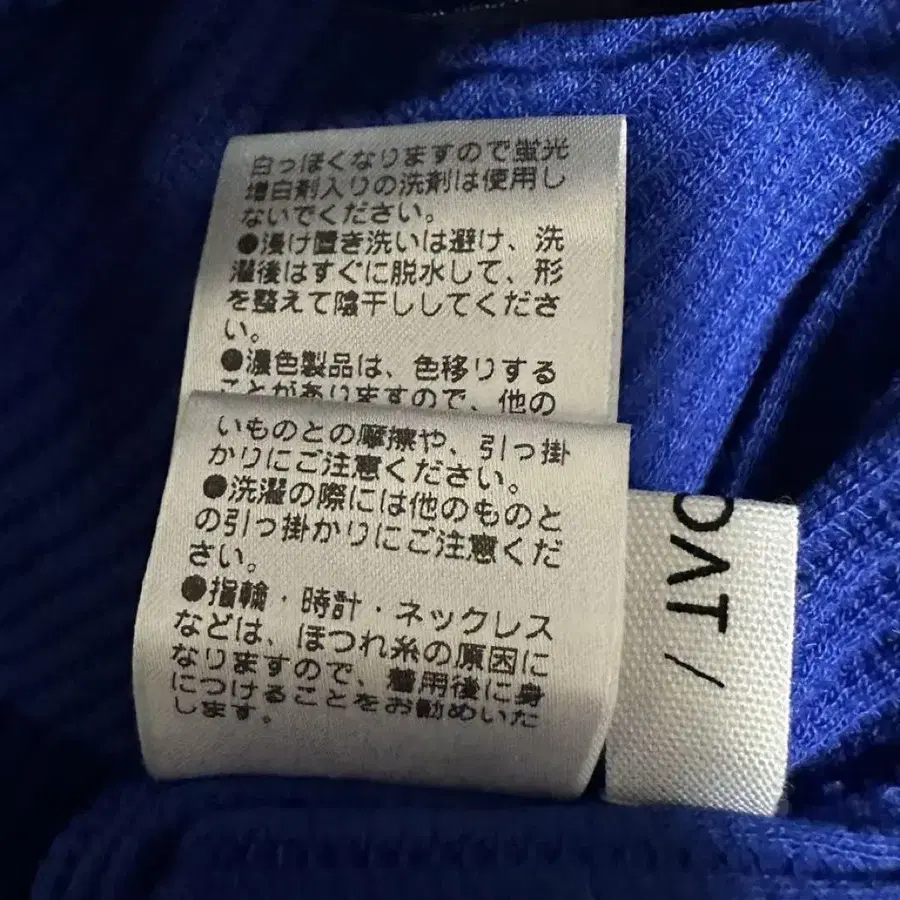 白っぽくなりますので蛍光
増白剤入りの洗剤は使用し
ないでください。
●浸け置き洗いは避け、洗
濯後はすぐに脱水して、形
を整えて陰干ししてくださ
い。
●濃色製品は、色移りする
ことがありますので、他の
いものとの摩擦や、引っ掛
かりにご注意ください。
●洗濯の際には他のものと
の引っ掛かりにご注意くだ
さい。
●指輪・時計・ネックレス
などは、ほつれ糸の原因に
なりますので、着用後に身
につけることをお勧めいた
します。